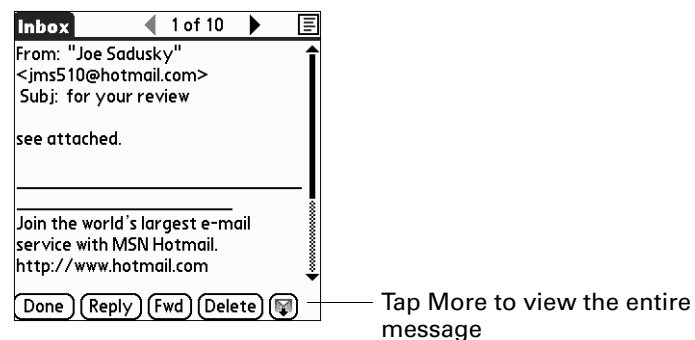 Inbox 1 of 10
From: "Joe Sadusky"
<jms510@hotmail.com>
Subj: for your review
see attached.
Join the world's largest e-mail
service with MSN Hotmail.
http://www.hotmail.com
Done Reply Fwd Delete
Tap More to view the entire
message